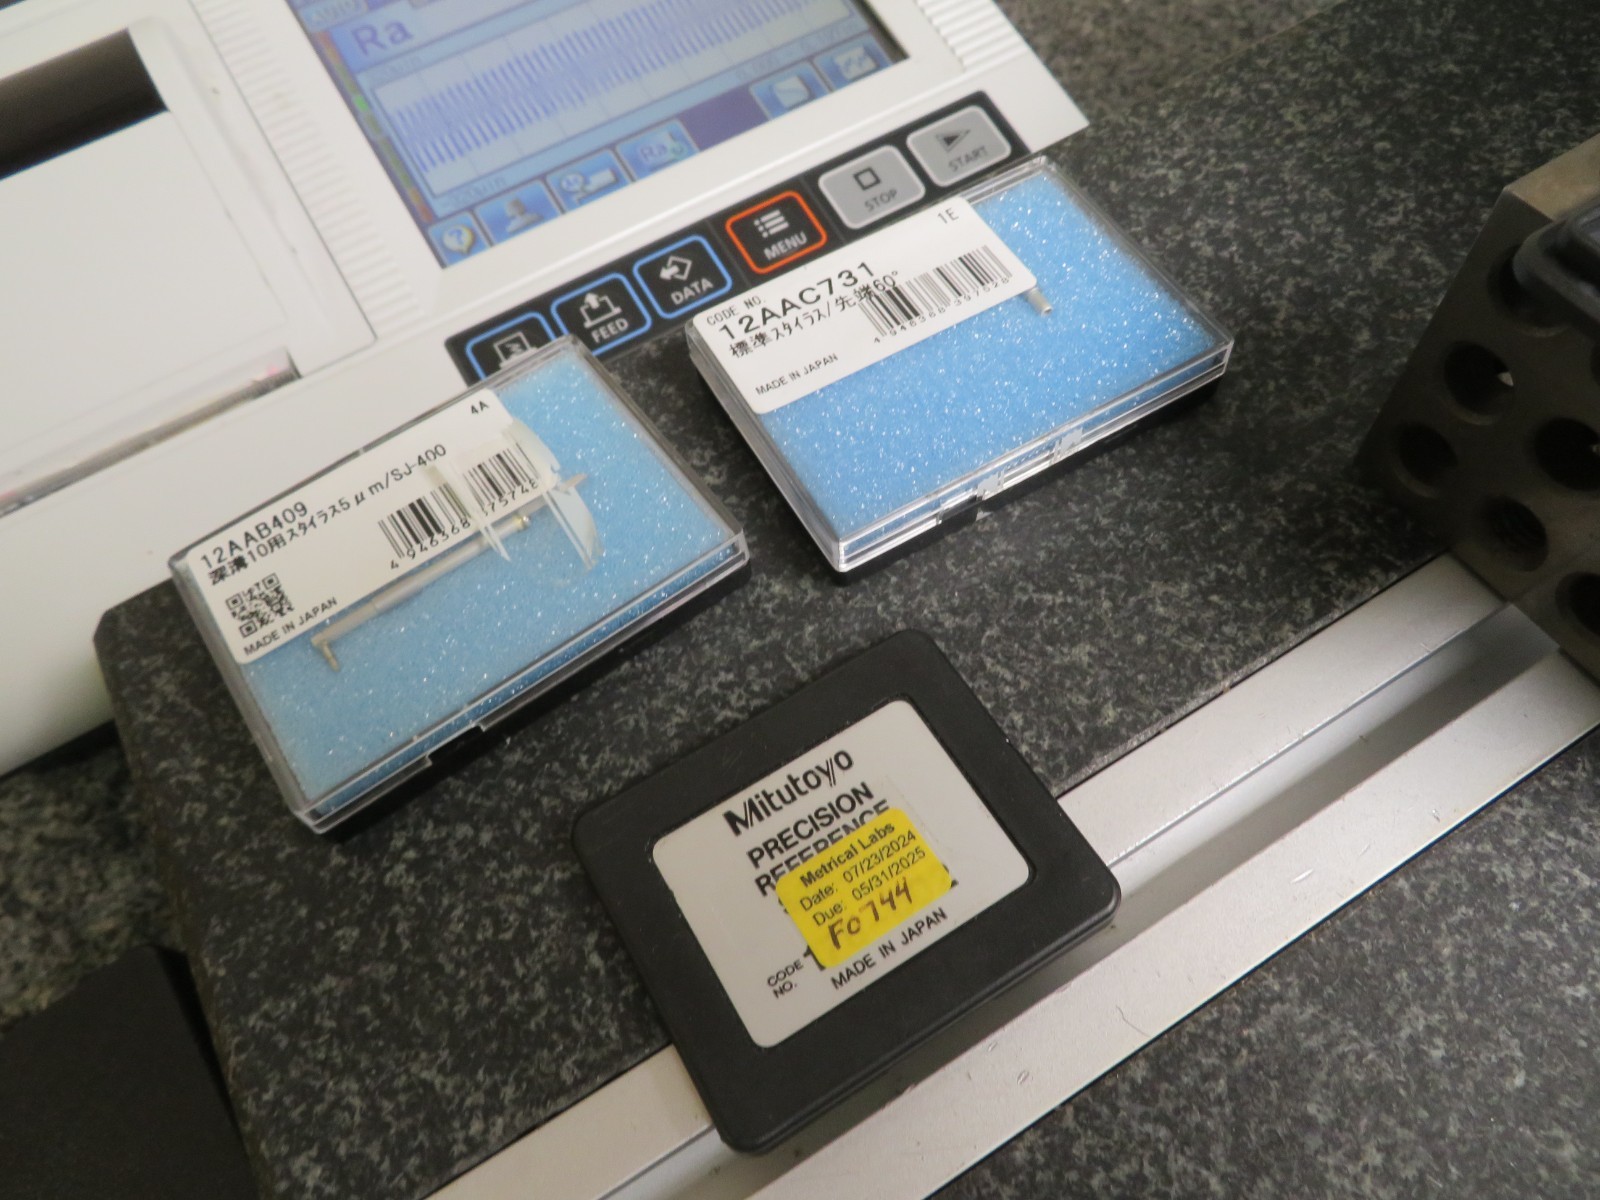 Ra
START
STOP
MENU
DATA
FEED
1E
CODE NO.
12AAC731
標準スタイラス/先端60°
MADE IN JAPAN
4A
12AAB409
深溝10用スタイラス5μm/SJ-400
MADE IN JAPAN
Mitutoyo
PRECISION
REFERENCE
Metrical Labs
Date: 07/23/2024
Due: 05/31/2025
FC744
CODE
NO.
MADE IN JAPAN